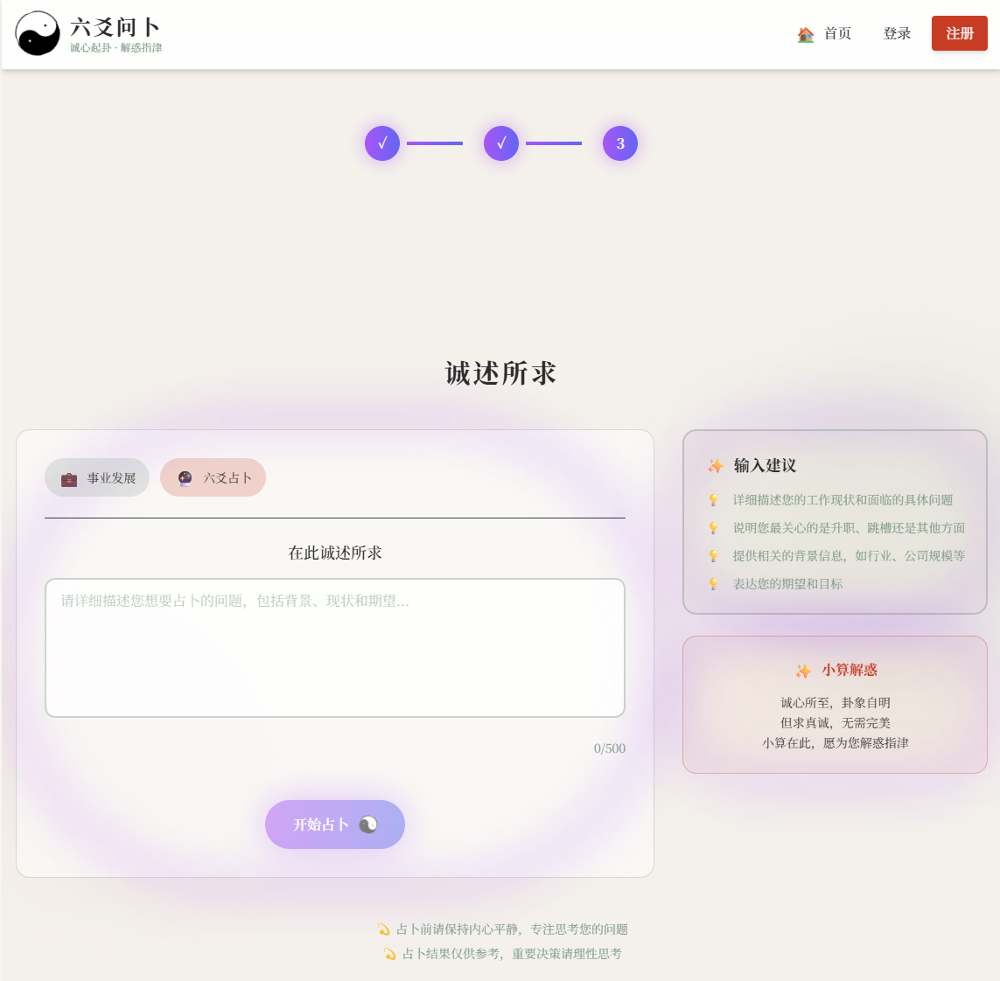 六爻问卜
诚心起卦 · 解惑指津
首页
登录
注册
✓
✓
3
诚述所求
事业发展
六爻占卜
在此诚述所求
请详细描述您想要占卜的问题，包括背景、现状和期望...
0/500
开始占卜
输入建议
详细描述您的工作现状和面临的具体问题
说明您最关心的是升职、跳槽还是其他方面
提供相关的背景信息，如行业、公司规模等
表达您的期望和目标
小算解惑
诚心所至，卦象自明
但求真诚，无需完美
小算在此，愿为您解惑指津
占卜前请保持内心平静，专注思考您的问题
占卜结果仅供参考，重要决策请理性思考